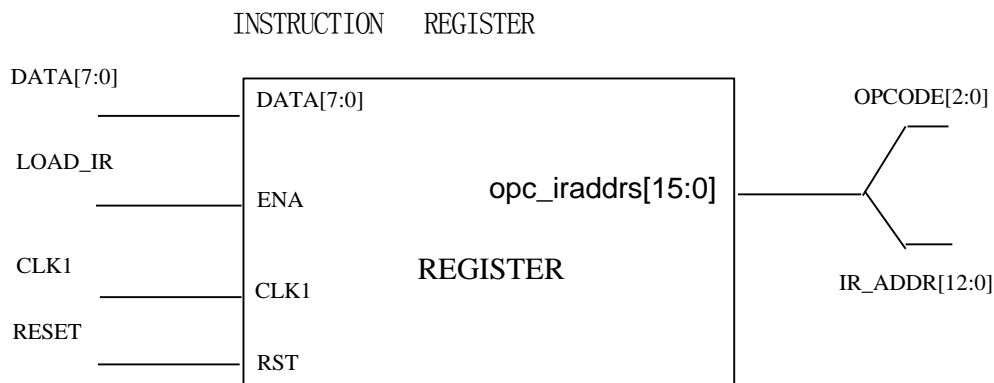 INSTRUCTION REGISTER
DATA[7:0]
DATA[7:0]
OPCODE[2:0]
LOAD_IR
ENA
opc_iraddrs[15:0]
CLK1
REGISTER
IR_ADDR[12:0]
CLK1
RESET
RST